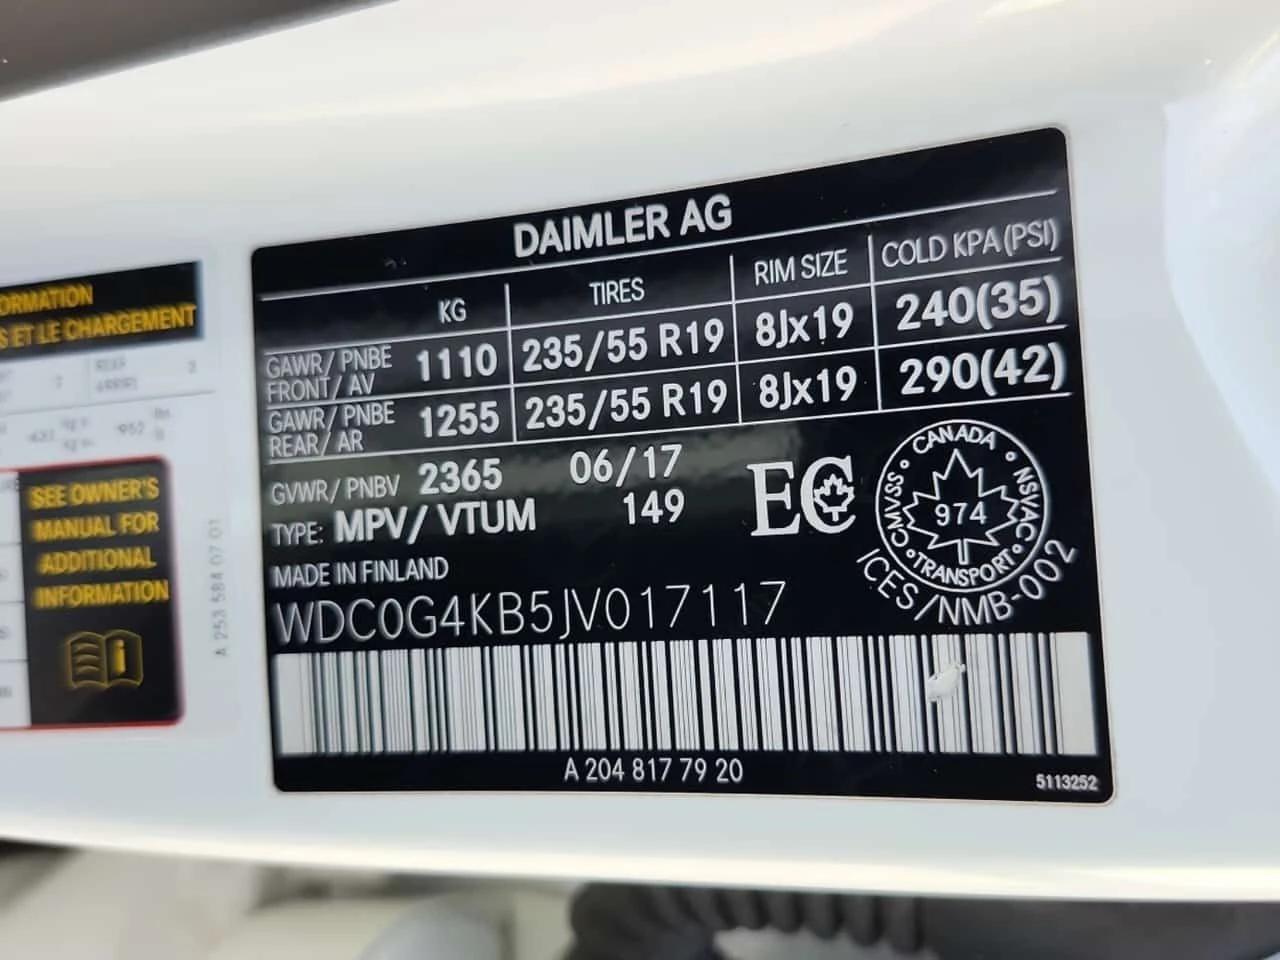 DAIMLER AG
KG TIRES RIM SIZE COLD KPA(PSI)
GAWR/ PNBE FRONT/ AV 1110 235/55 R19 8Jx19 240(35)
GAWR/ PNBE REAR/ AR 1255 235/55 R19 8Jx19 290(42)
GVWR/ PNBV 2365 06/17
TYPE: MPV/ VTUM 149
EC
CANADA
NSVAC
TRANSPORT
CMVSS
974
ICES/NMB-002
MADE IN FINLAND
WDC0G4KB5JV017117
A 204 817 79 20
5113252
ORMATION
S ET LE CHARGEMENT
SEE OWNER'S
MANUAL FOR
ADDITIONAL
INFORMATION
i
A 253 584 07 01